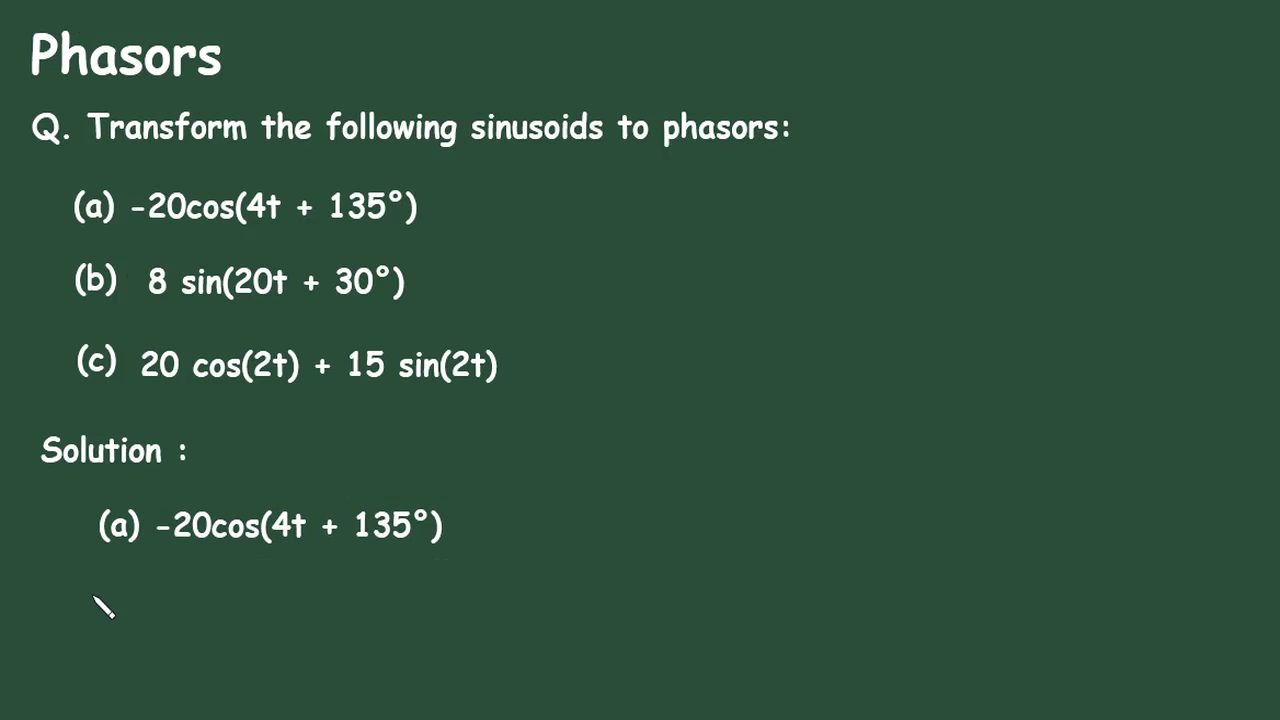 Phasors
Q. Transform the following sinusoids to phasors:
(a) -20cos(4t + 135°)
(b) 8 sin(20t + 30°)
(c) 20 cos(2t) + 15 sin(2t)
Solution :
(a) -20cos(4t + 135°)